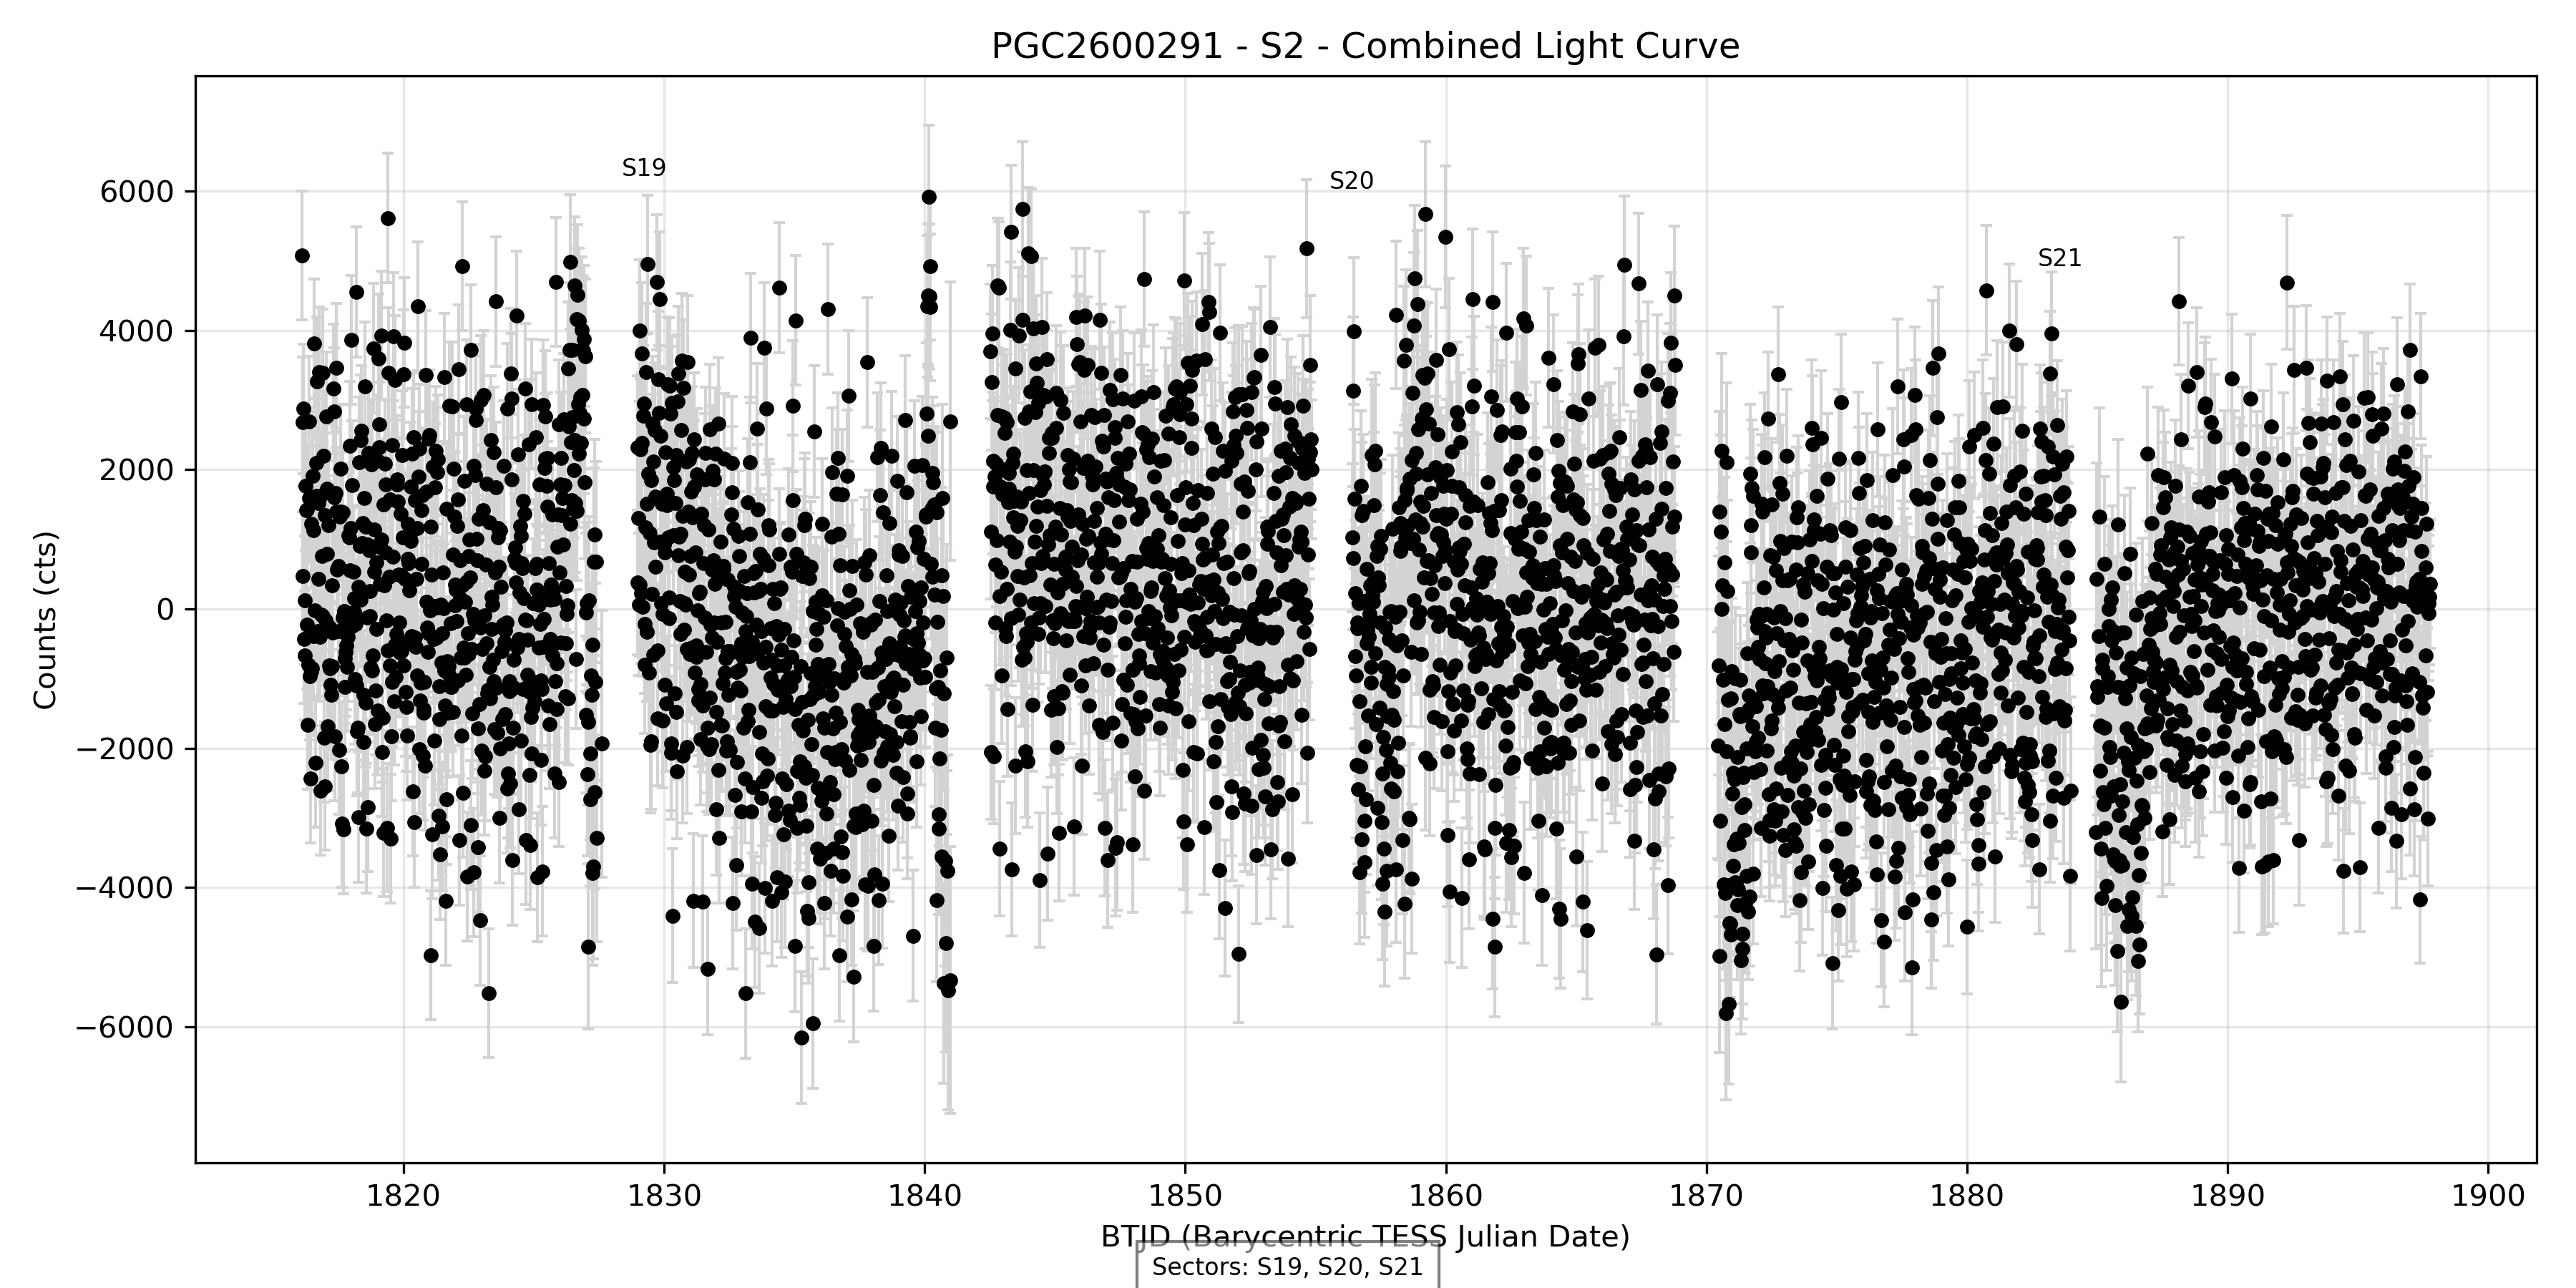 PGC2600291 - S2 - Combined Light Curve
S19
S20
S21
6000
4000
2000
0
−2000
−4000
−6000
Counts (cts)
1820 1830 1840 1850 1860 1870 1880 1890 1900
BTJD (Barycentric TESS Julian Date)
Sectors: S19, S20, S21